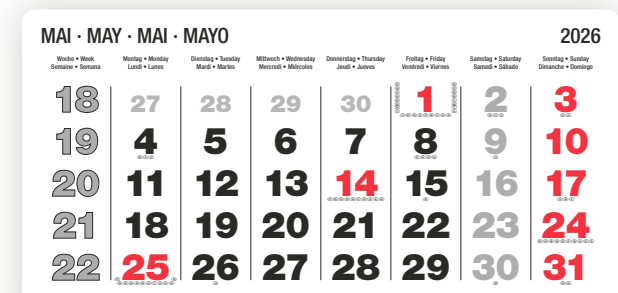 MAI · MAY · MAI · MAYO 2026
Woche • Week Montag • Monday Dienstag • Tuesday Mittwoch • Wednesday Donnerstag • Thursday Freitag • Friday Samstag • Saturday Sonntag • Sunday
Semaine • Semana Lundi • Lunes Mardi • Martes Mercredi • Miércoles Jeudi • Jueves Vendredi • Viernes Samedi • Sábado Dimanche • Domingo
18 27 28 29 30 1 2 3
19 4 5 6 7 8 9 10
20 11 12 13 14 15 16 17
21 18 19 20 21 22 23 24
22 25 26 27 28 29 30 31